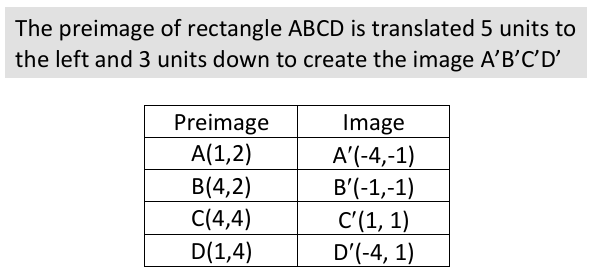 The preimage of rectangle ABCD is translated 5 units to
the left and 3 units down to create the image A’B’C’D’
Preimage Image
A(1,2) A′(-4,-1)
B(4,2) B′(-1,-1)
C(4,4) C′(1, 1)
D(1,4) D′(-4, 1)